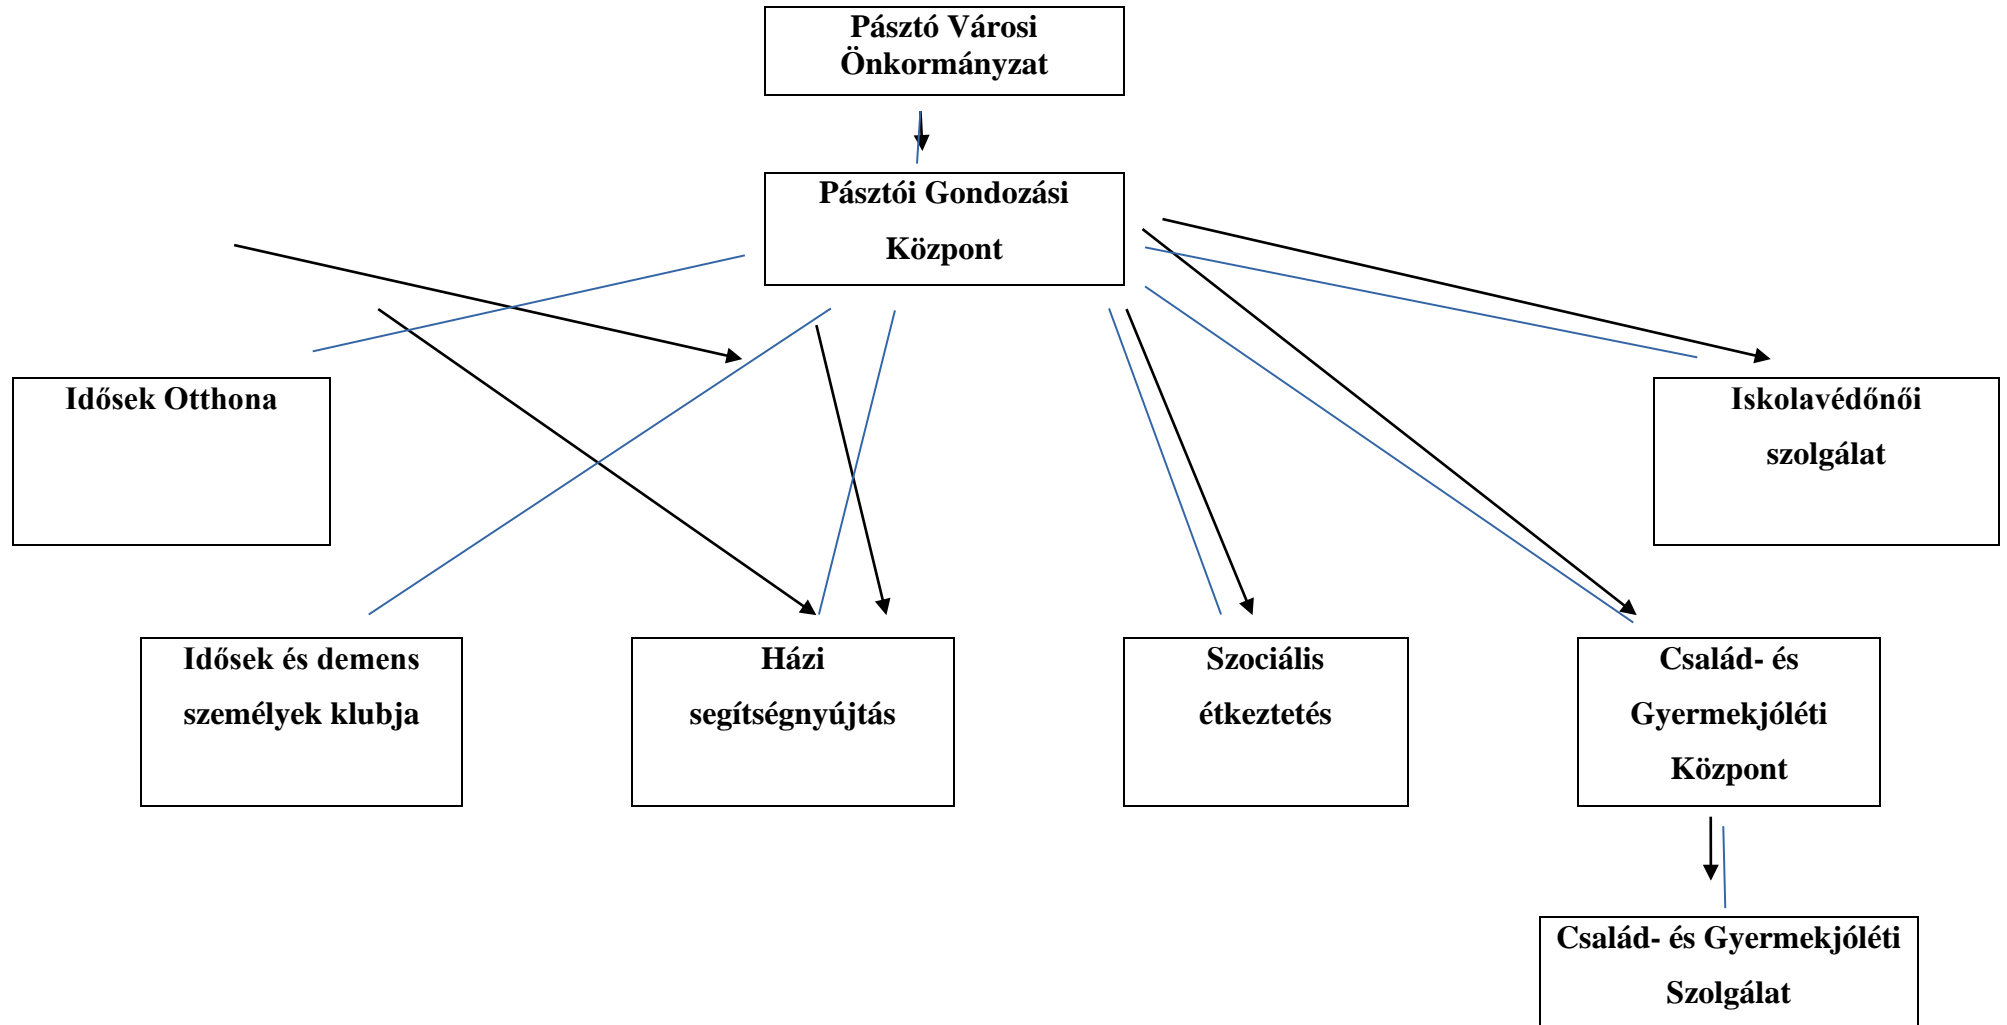 Pásztó Városi
Önkormányzat
Pásztói Gondozási
Központ
Idősek Otthona
Iskolavédőnői
szolgálat
Idősek és demens
személyek klubja
Házi
segítségnyújtás
Szociális
étkeztetés
Család- és
Gyermekjóléti
Központ
Család- és Gyermekjóléti
Szolgálat